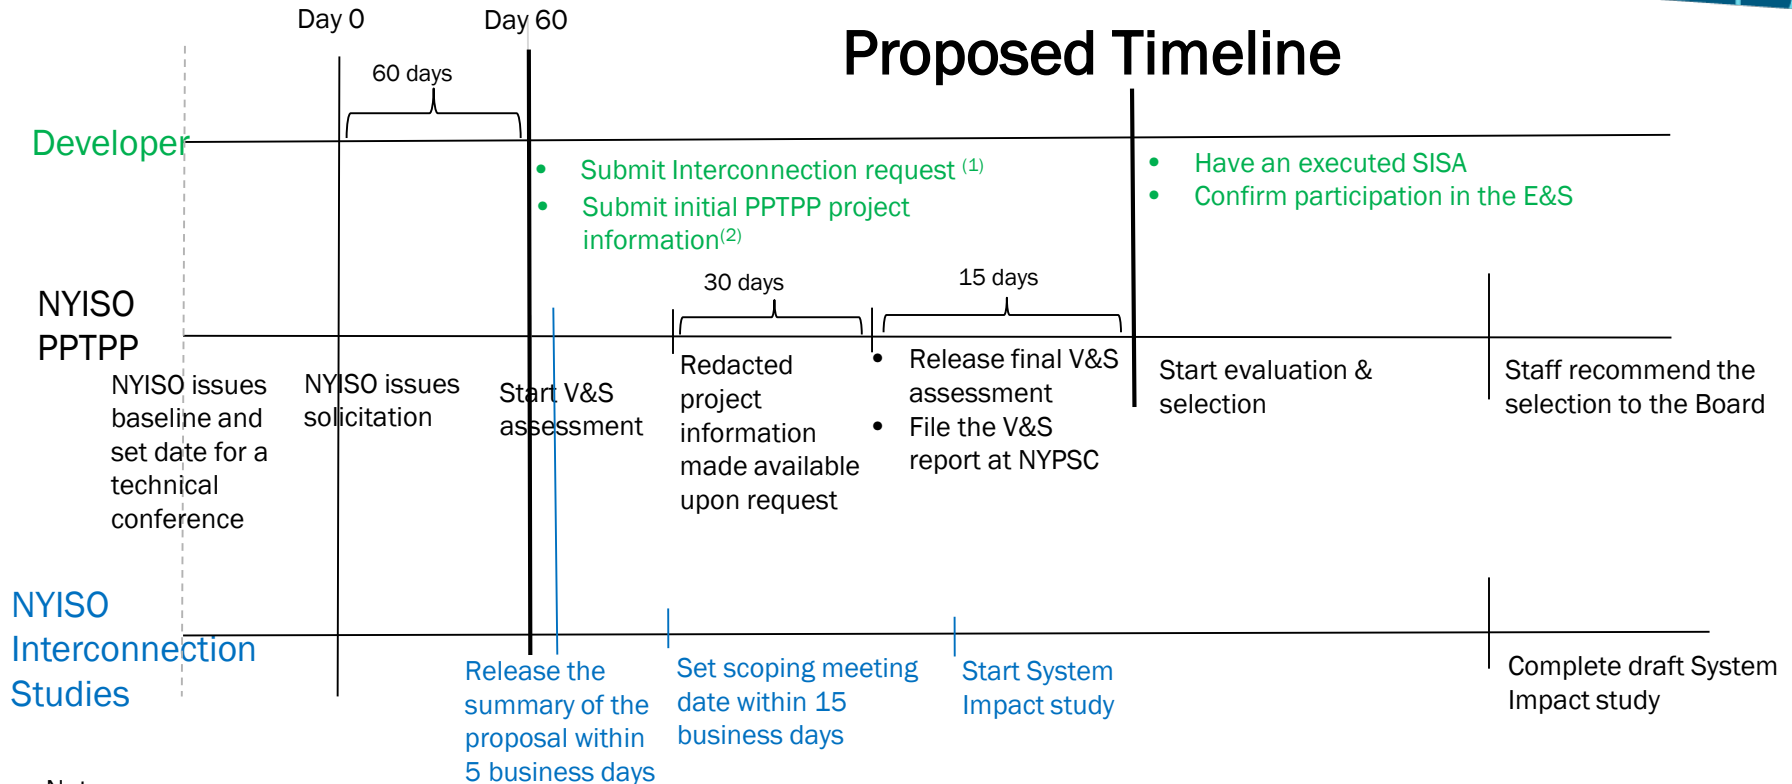 Day 0
Day 60
Proposed Timeline
60 days
Developer
• Submit Interconnection request (1)
• Submit initial PPTPP project
information(2)
• Have an executed SISA
• Confirm participation in the E&S
30 days
15 days
NYISO
PPTPP
NYISO issues
baseline and
set date for a
technical
conference
NYISO issues
solicitation
Start V&S
assessment
Redacted
project
information
made available
upon request
• Release final V&S
assessment
• File the V&S
report at NYPSC
Start evaluation &
selection
Staff recommend the
selection to the Board
NYISO
Interconnection
Studies
Release the
summary of the
proposal within
5 business days
Set scoping meeting
date within 15
business days
Start System
Impact study
Complete draft System
Impact study